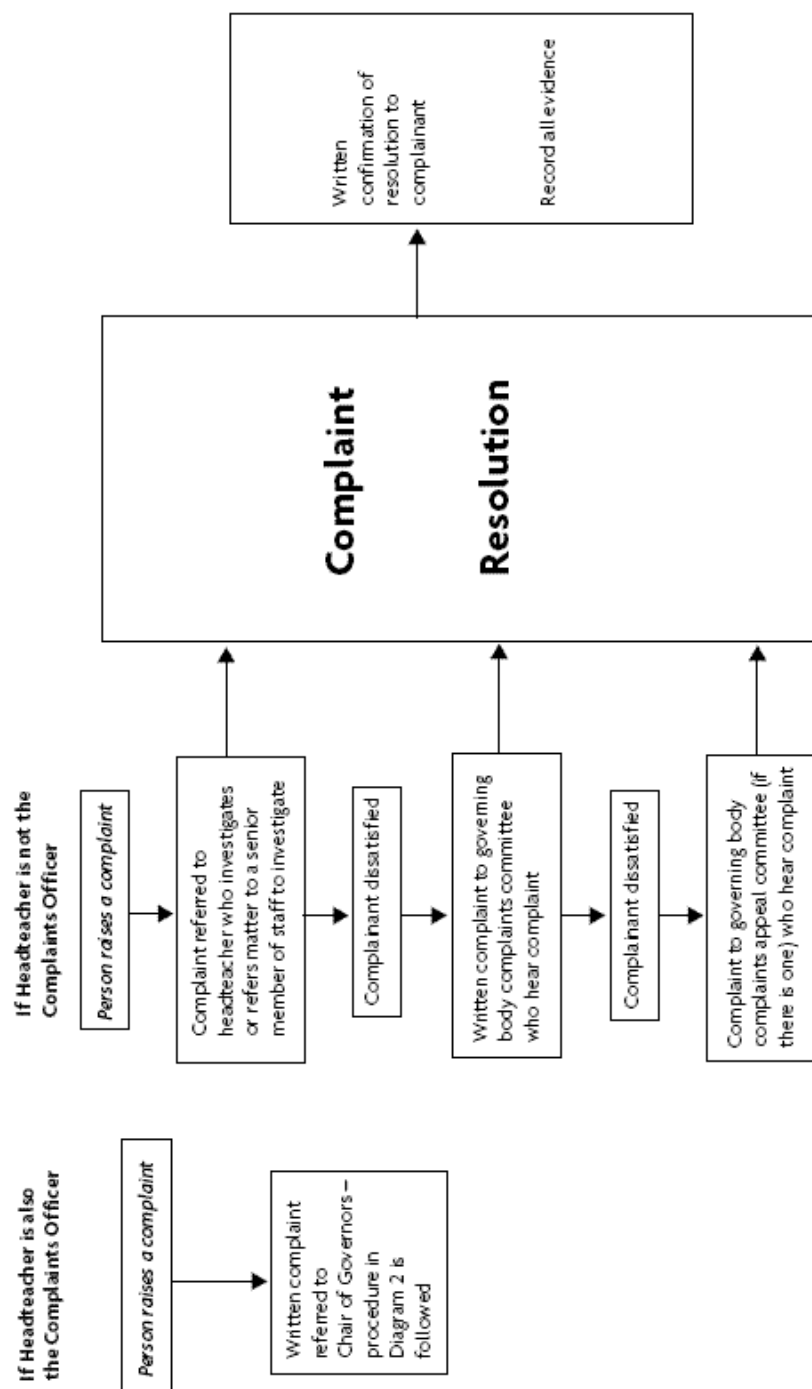 If Headteacher is also
the Complaints Officer
Person raises a complaint
Written complaint
referred to
Chair of Governors –
procedure in
Diagram 2 is
followed
If Headteacher is not the
Complaints Officer
Person raises a complaint
Complaint referred to
headteacher who investigates
or refers matter to a senior
member of staff to investigate
Complainant dissatisfied
Written complaint to governing
body complaints committee
who hear complaint
Complainant dissatisfied
Complaint to governing body
complaints appeal committee (if
there is one) who hear complaint
Complaint
Resolution
Written
confirmation of
resolution to
complainant
Record all evidence